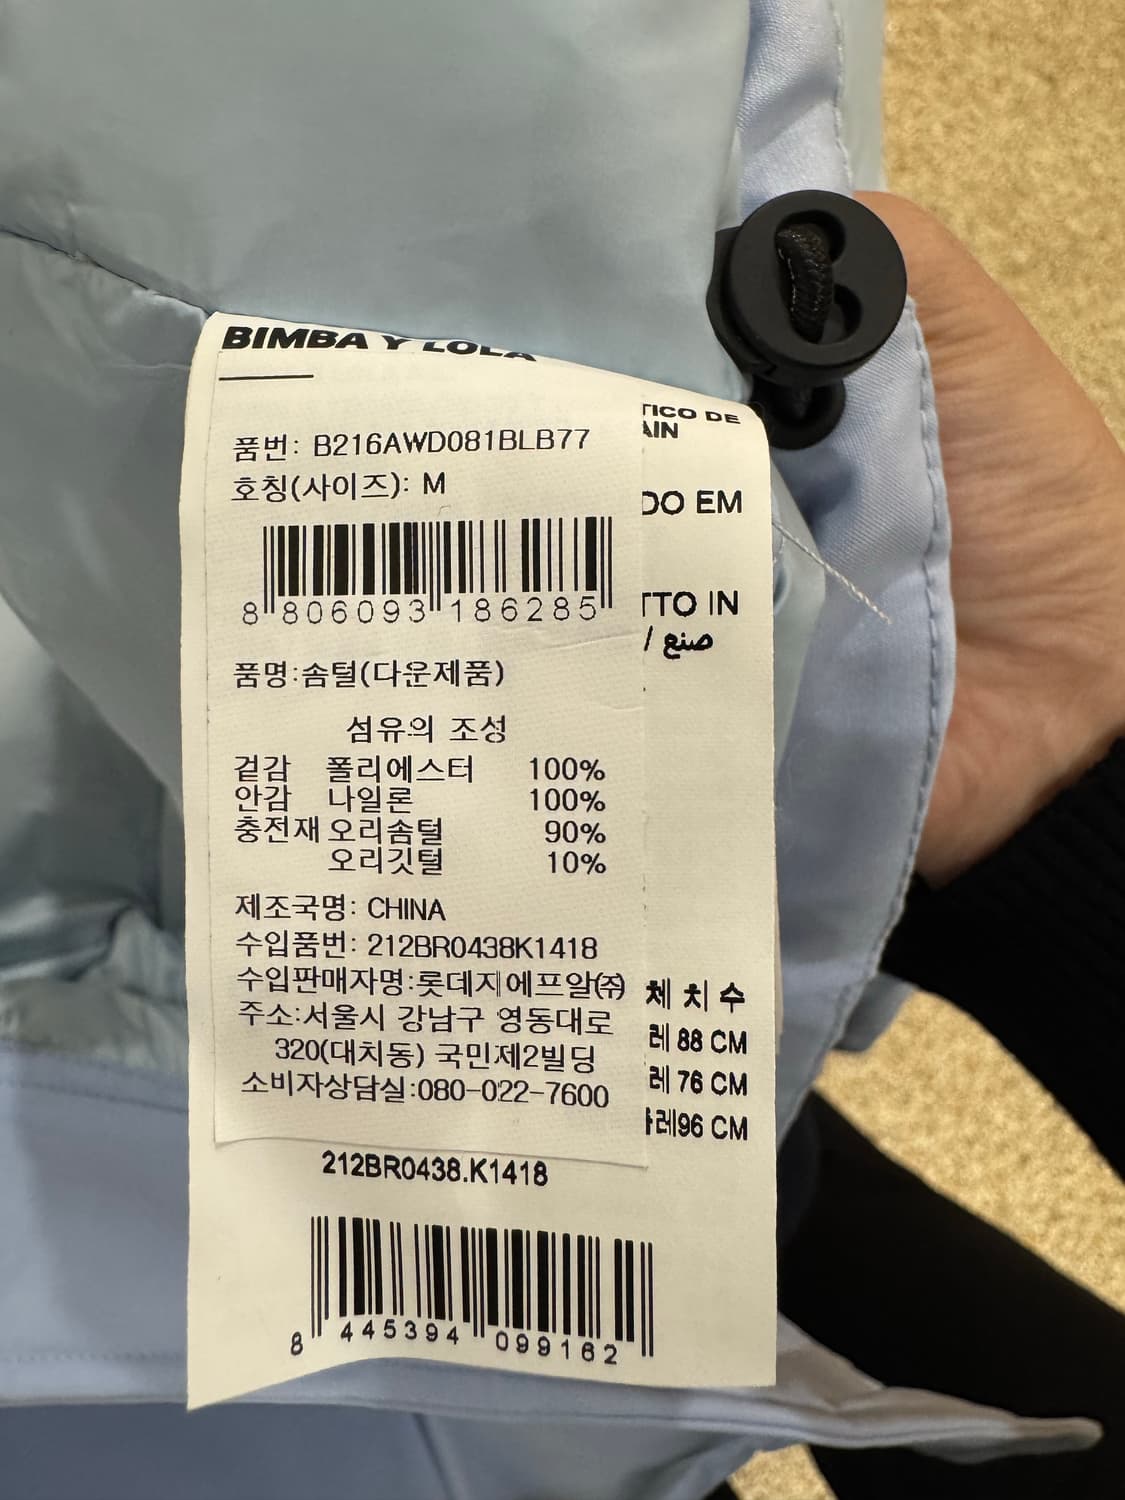 BIMBA Y LOLA
품번: B216AWD081BLB77
호칭(사이즈): M
8 806093 186285
품명:솜털(다운제품)
섬유의 조성
겉감 폴리에스터 100%
안감 나일론 100%
충전재 오리솜털 90%
오리깃털 10%
제조국명: CHINA
수입품번: 212BR0438K1418
수입판매자명:롯데지에프알㈜
주소:서울시 강남구 영동대로
320(대치동) 국민제2빌딩
소비자상담실:080-022-7600
TICO DE
AIN
DO EM
TTO IN
/ صنع
체 치 수
레 88 CM
레 76 CM
레96 CM
212BR0438.K1418
8 445394 099162